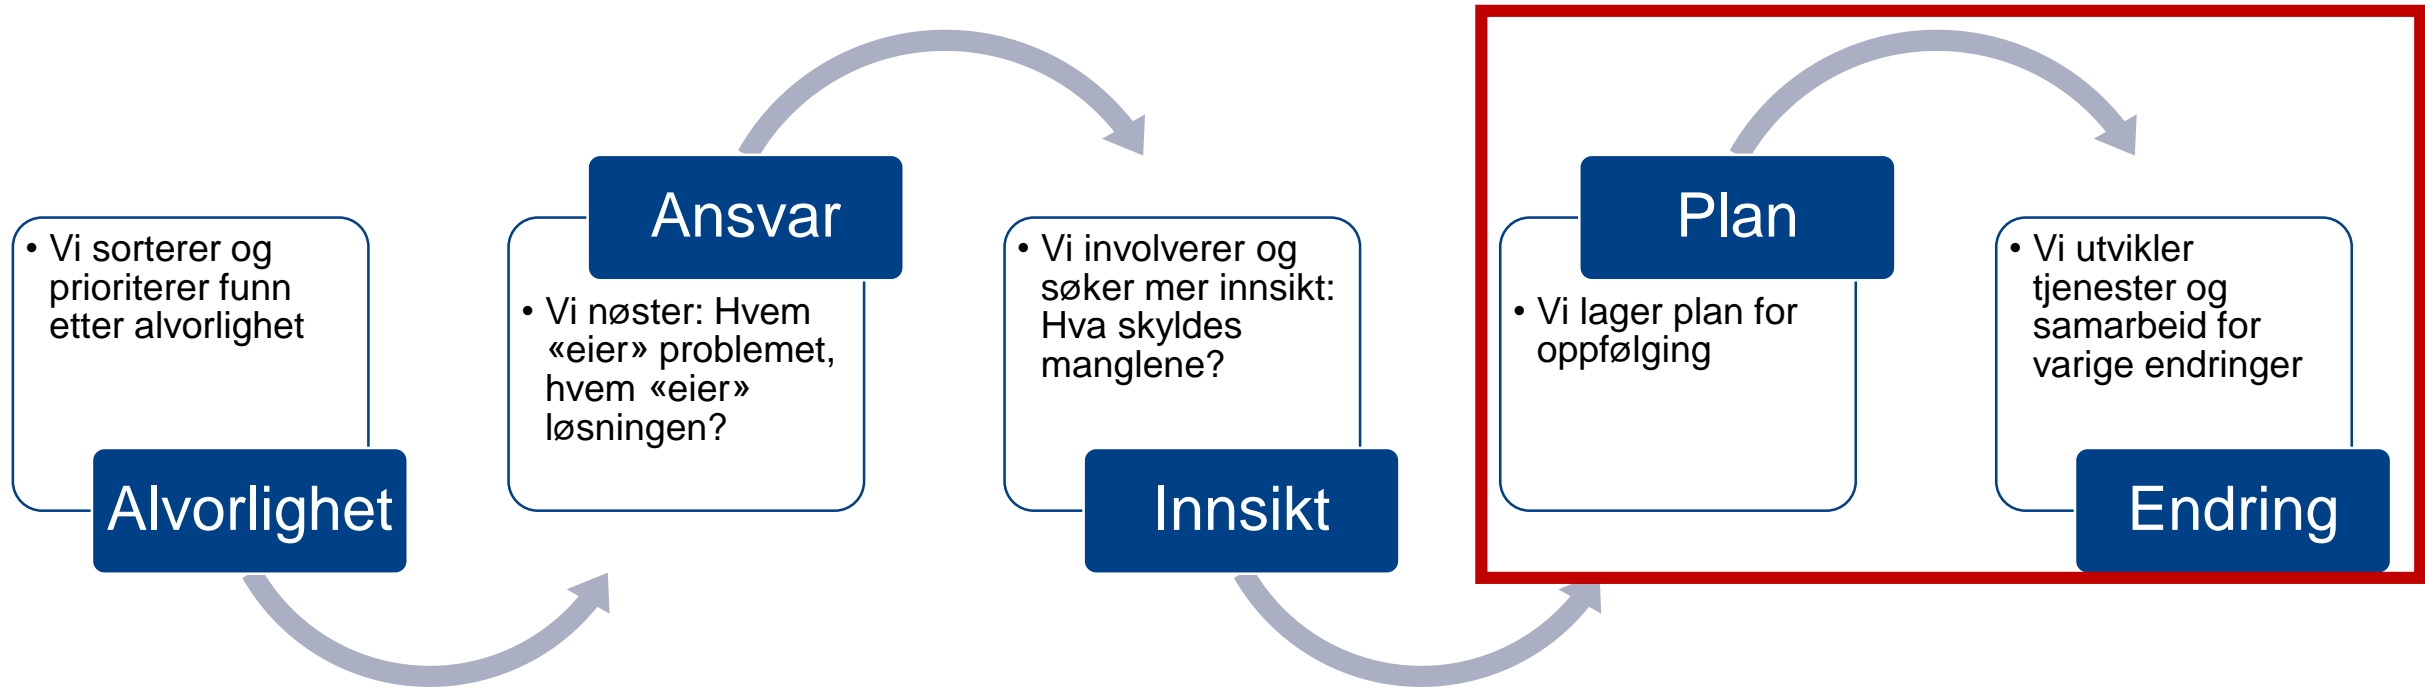 • Vi sorterer og
prioriterer funn
etter alvorlighet
Alvorlighet
Ansvar
• Vi nøster: Hvem
«eier» problemet,
hvem «eier»
løsningen?
• Vi involverer og
søker mer innsikt:
Hva skyldes
manglene?
Innsikt
Plan
• Vi lager plan for
oppfølging
• Vi utvikler
tjenester og
samarbeid for
varige endringer
Endring